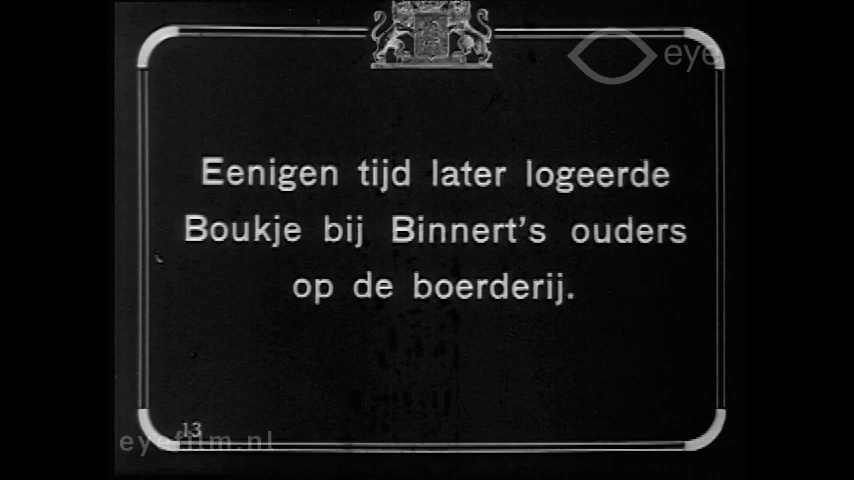 eye
Eenigen tijd later logeerde
Boukje bij Binnert's ouders
op de boerderij.
13
eyefilm.nl